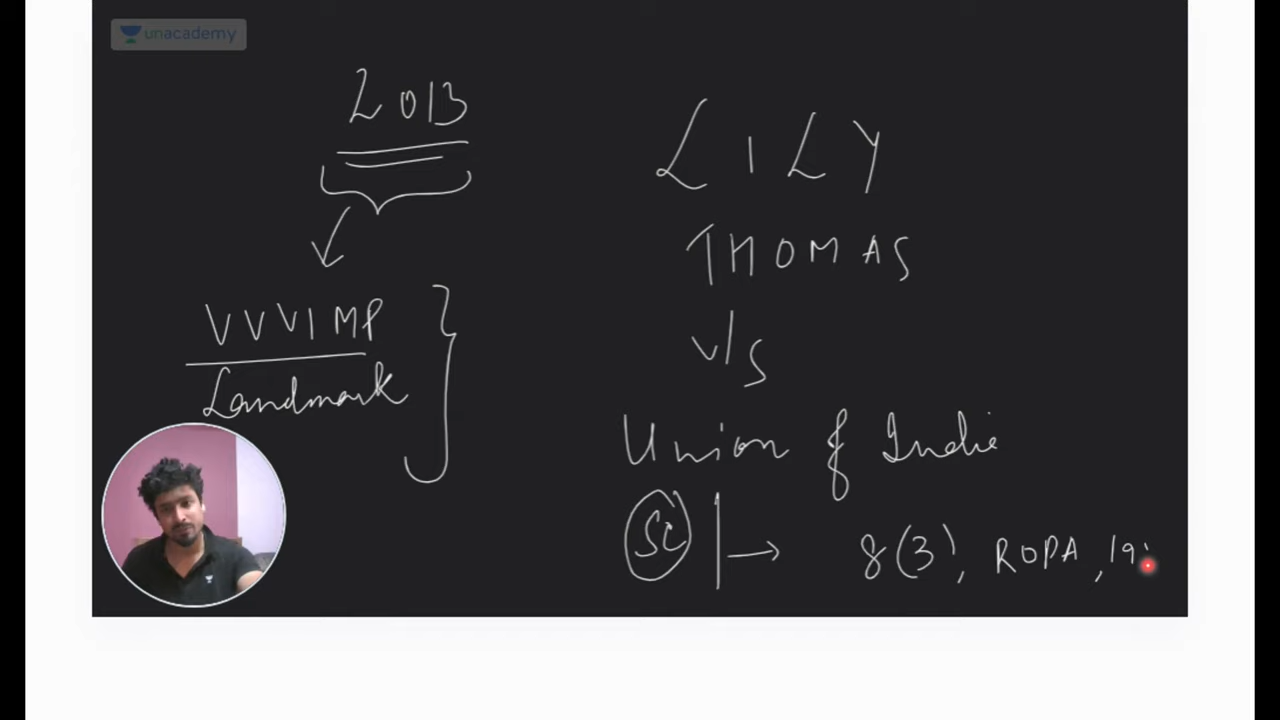 unacademy
2013
VVVIMP
Landmark
LILY
THOMAS
V/S
Union of India
SC → 8(3), ROPA, 19